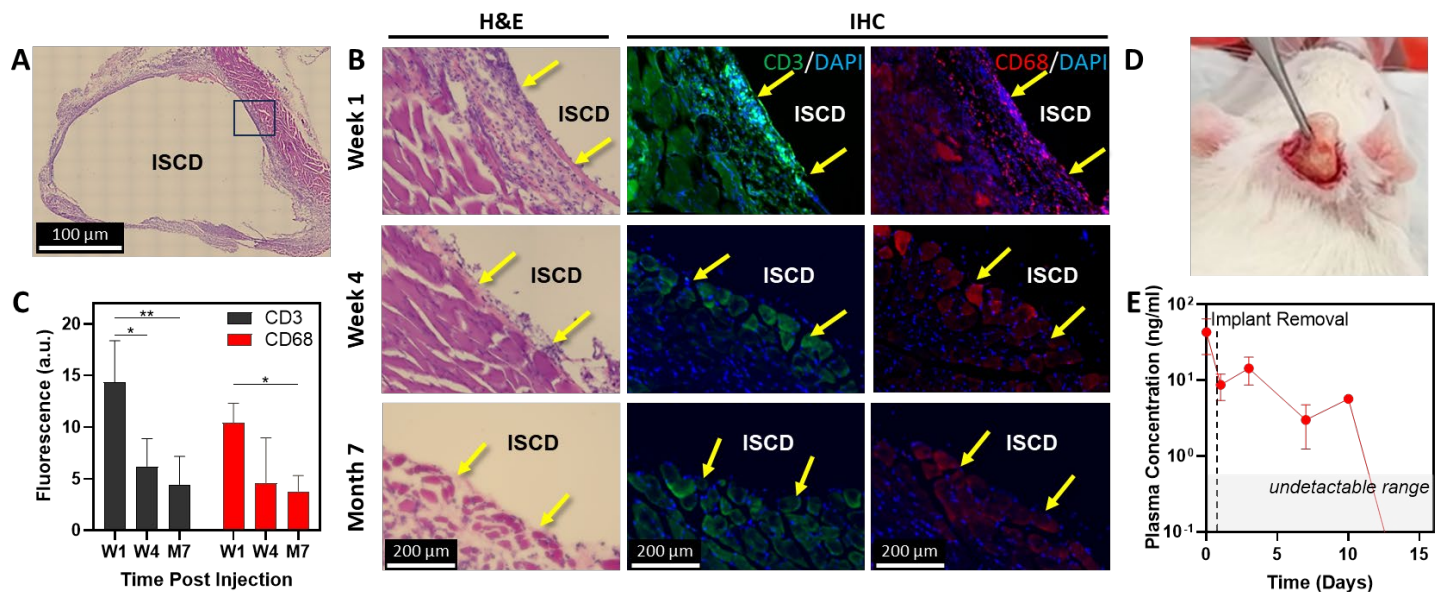 A
ISCD
100 µm
B
H&E
IHC
Week 1
ISCD
CD3/DAPI
ISCD
CD68/DAPI
ISCD
Week 4
ISCD
ISCD
ISCD
Month 7
ISCD
ISCD
ISCD
200 µm
200 µm
200 µm
C
Fluorescence (a.u.)
20
15
10
5
0
**
*
*
CD3
CD68
W1 W4 M7 W1 W4 M7
Time Post Injection
D
E
Plasma Concentration (ng/ml)
10²
10¹
10⁰
10⁻¹
Implant Removal
undetactable range
0 5 10 15
Time (Days)